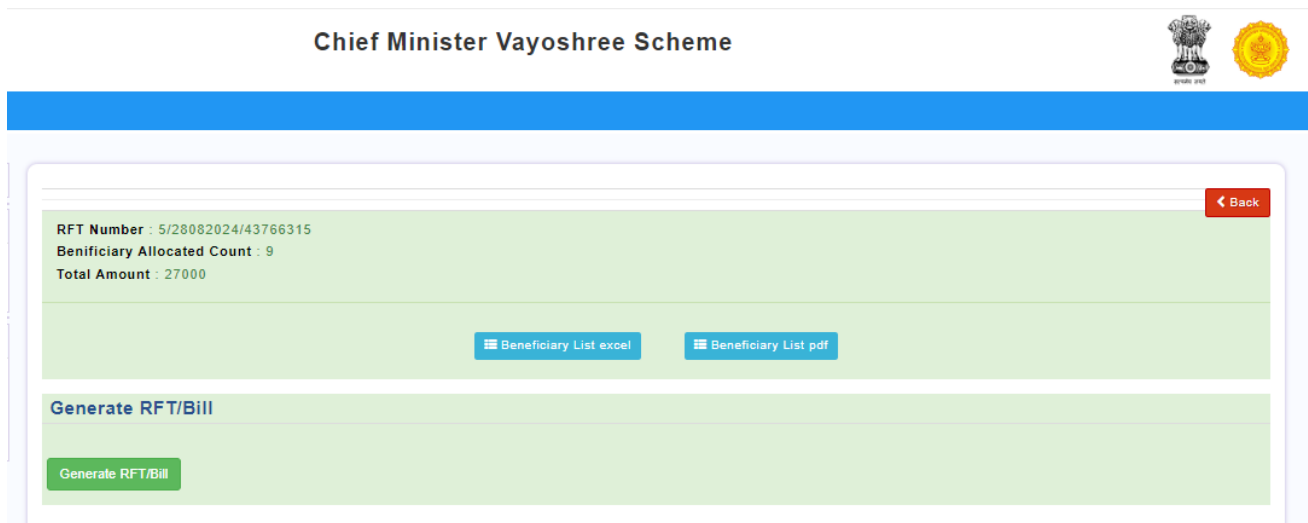 Chief Minister Vayoshree Scheme
Back
RFT Number : 5/28082024/43766315
Benificiary Allocated Count : 9
Total Amount : 27000
Beneficiary List excel
Beneficiary List pdf
Generate RFT/Bill
Generate RFT/Bill